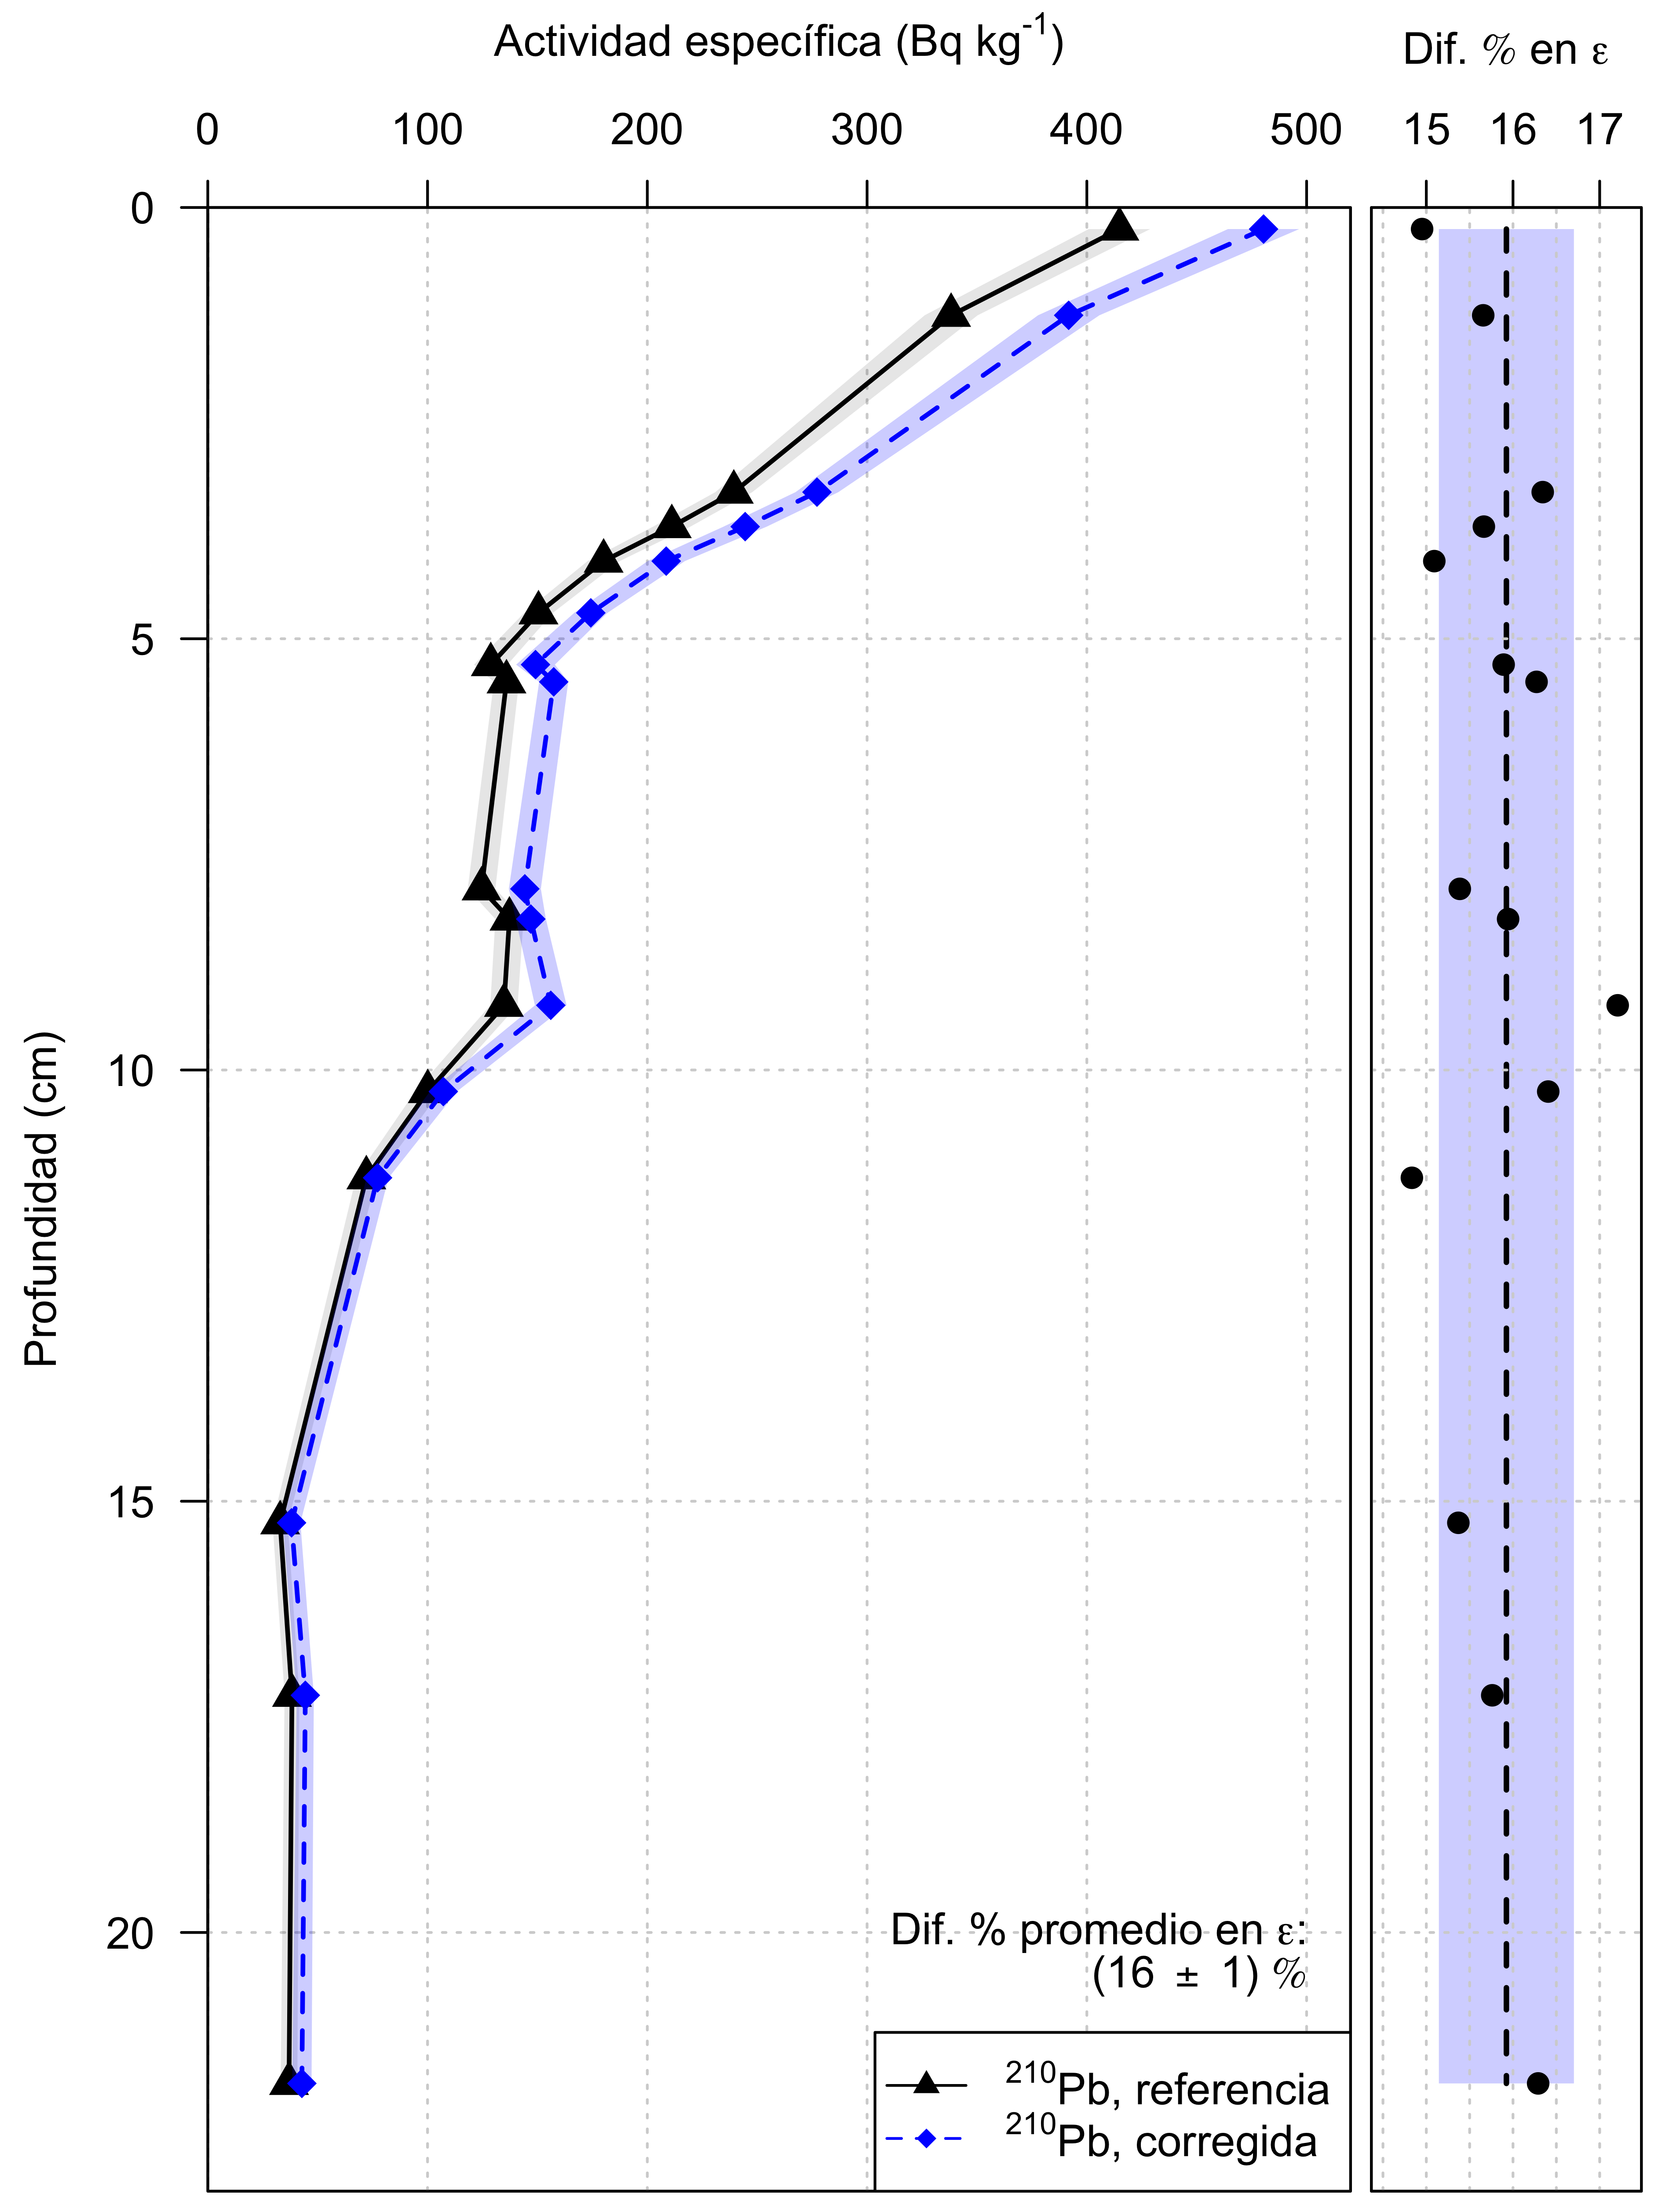 Actividad específica (Bq kg⁻¹)
Dif. % en ε
0 100 200 300 400 500
15 16 17
0
5
10
15
20
Profundidad (cm)
Dif. % promedio en ε:
(16 ± 1) %
²¹⁰Pb, referencia
²¹⁰Pb, corregida